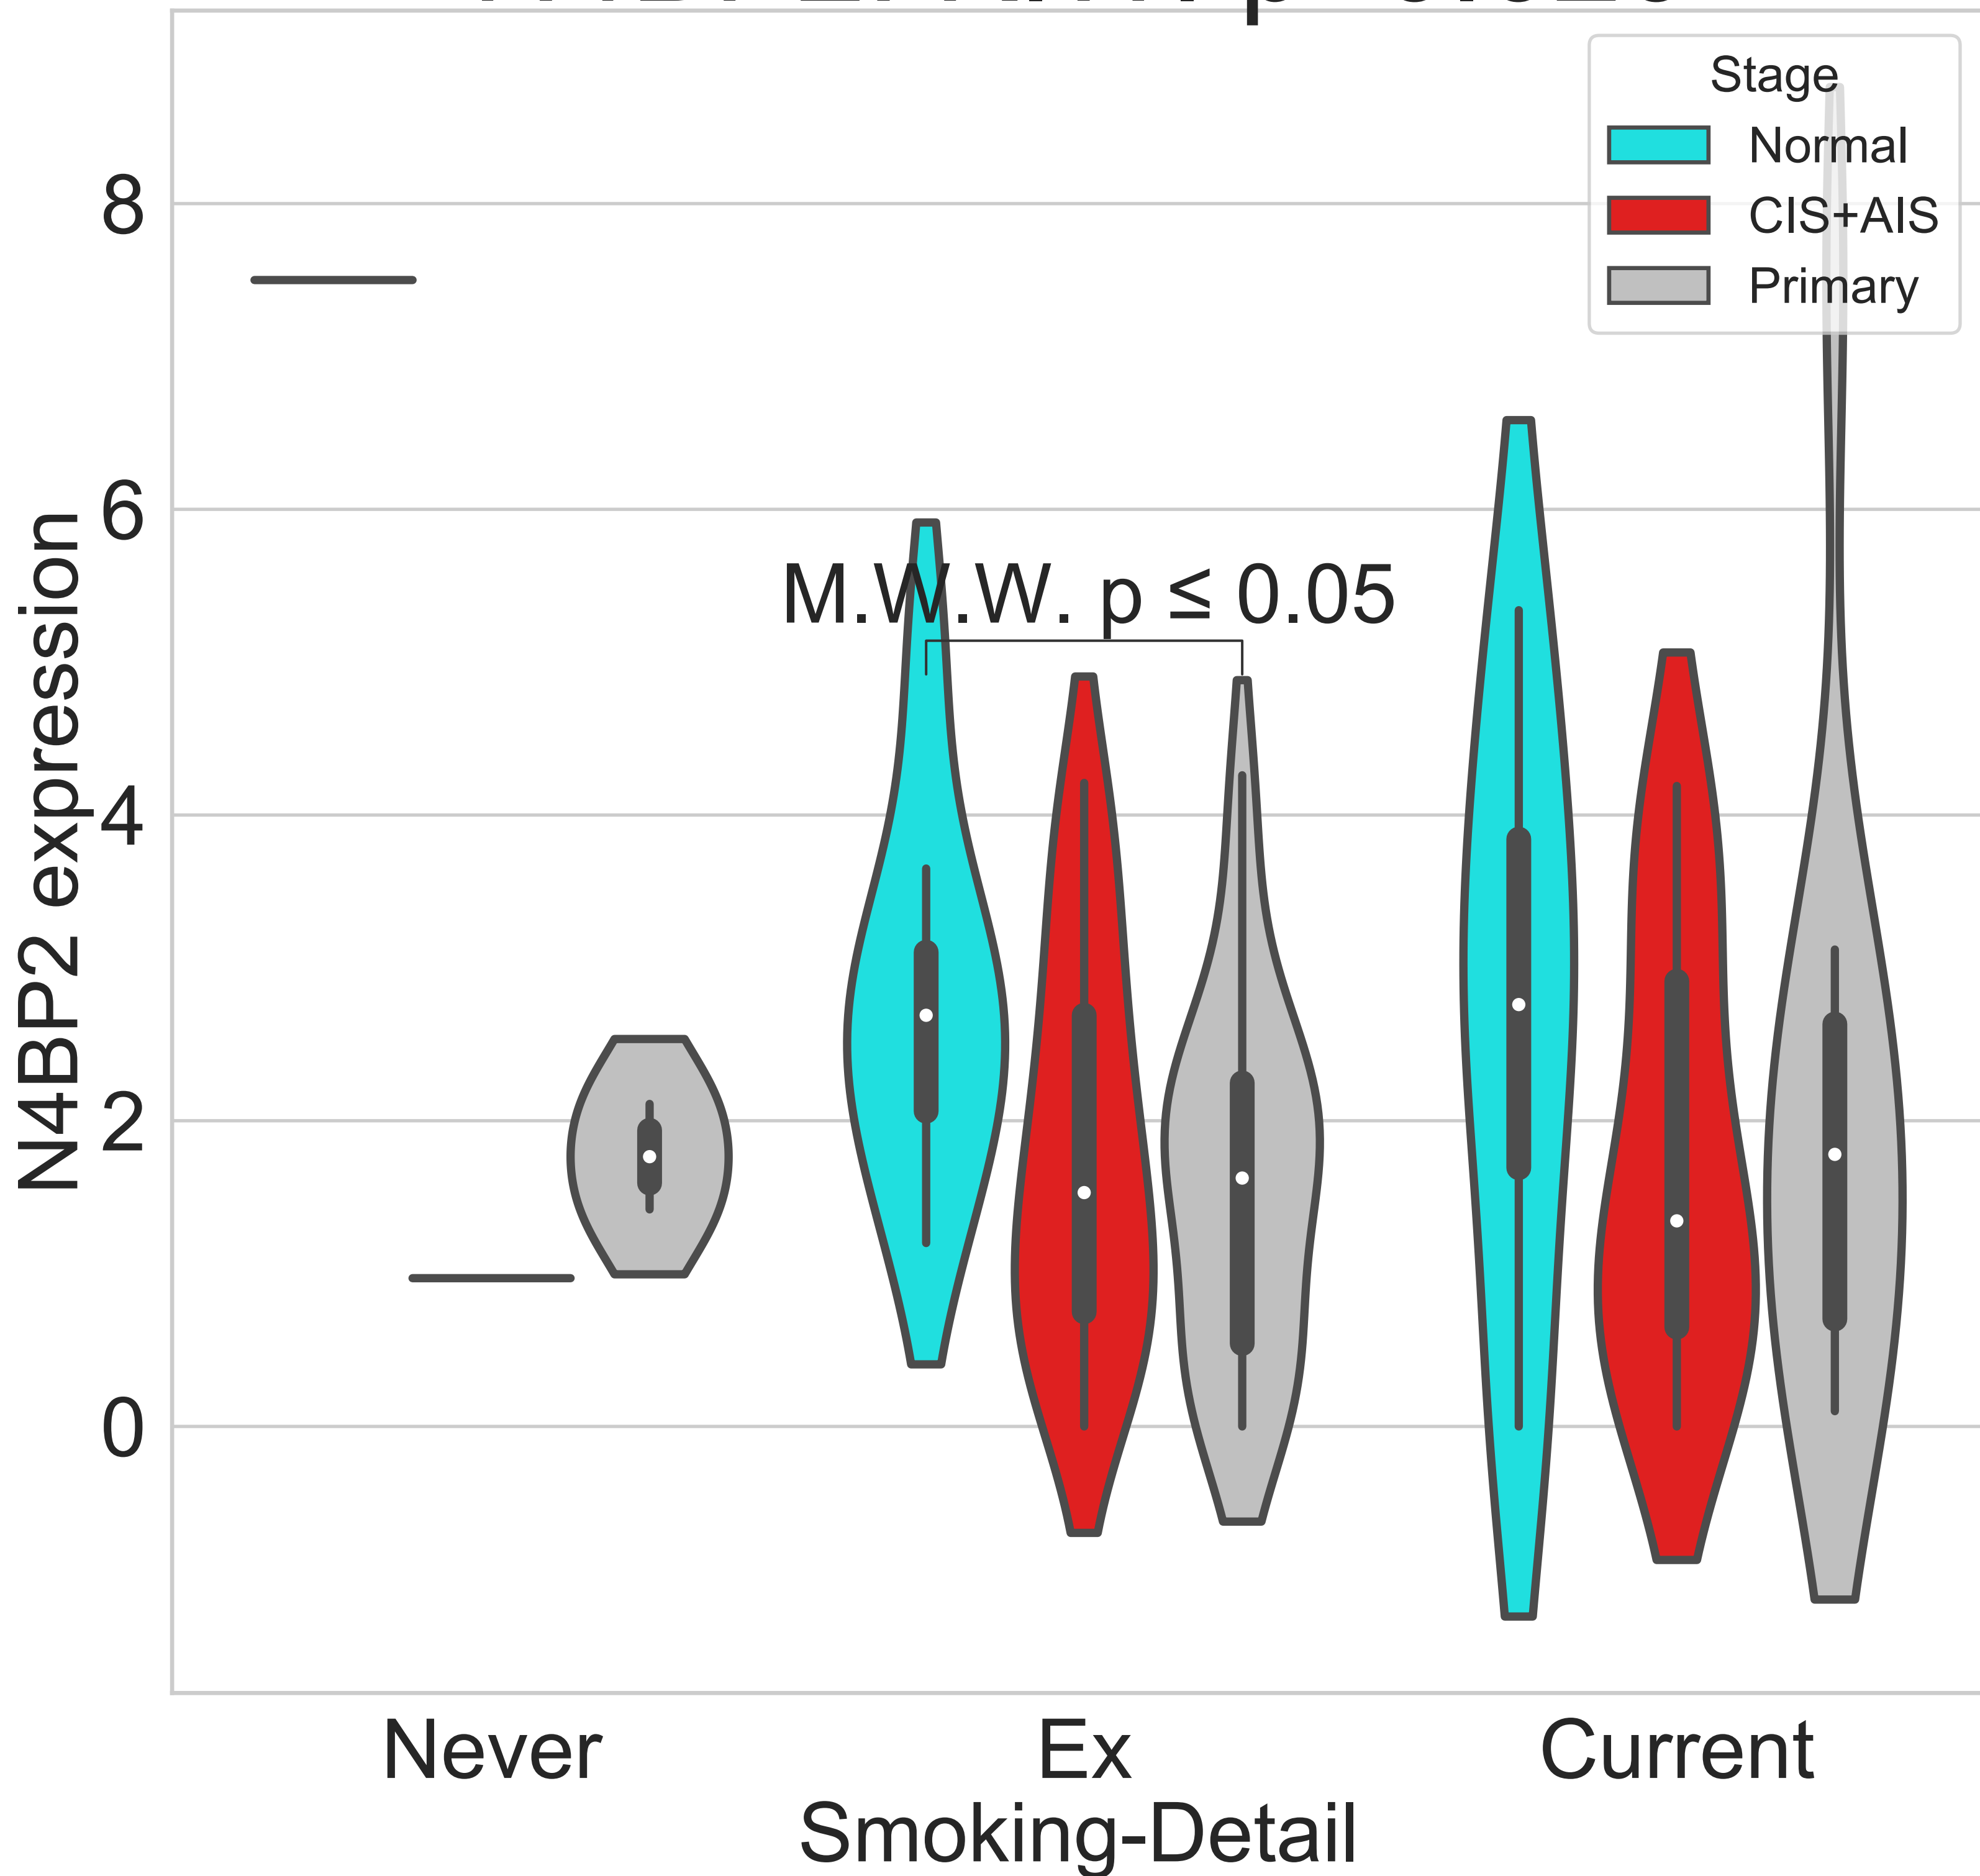 Stage
Normal
CIS+AIS
Primary
8
6
4
2
0
N4BP2 expression
M.W.W. p ≤ 0.05
Never
Ex
Current
Smoking-Detail